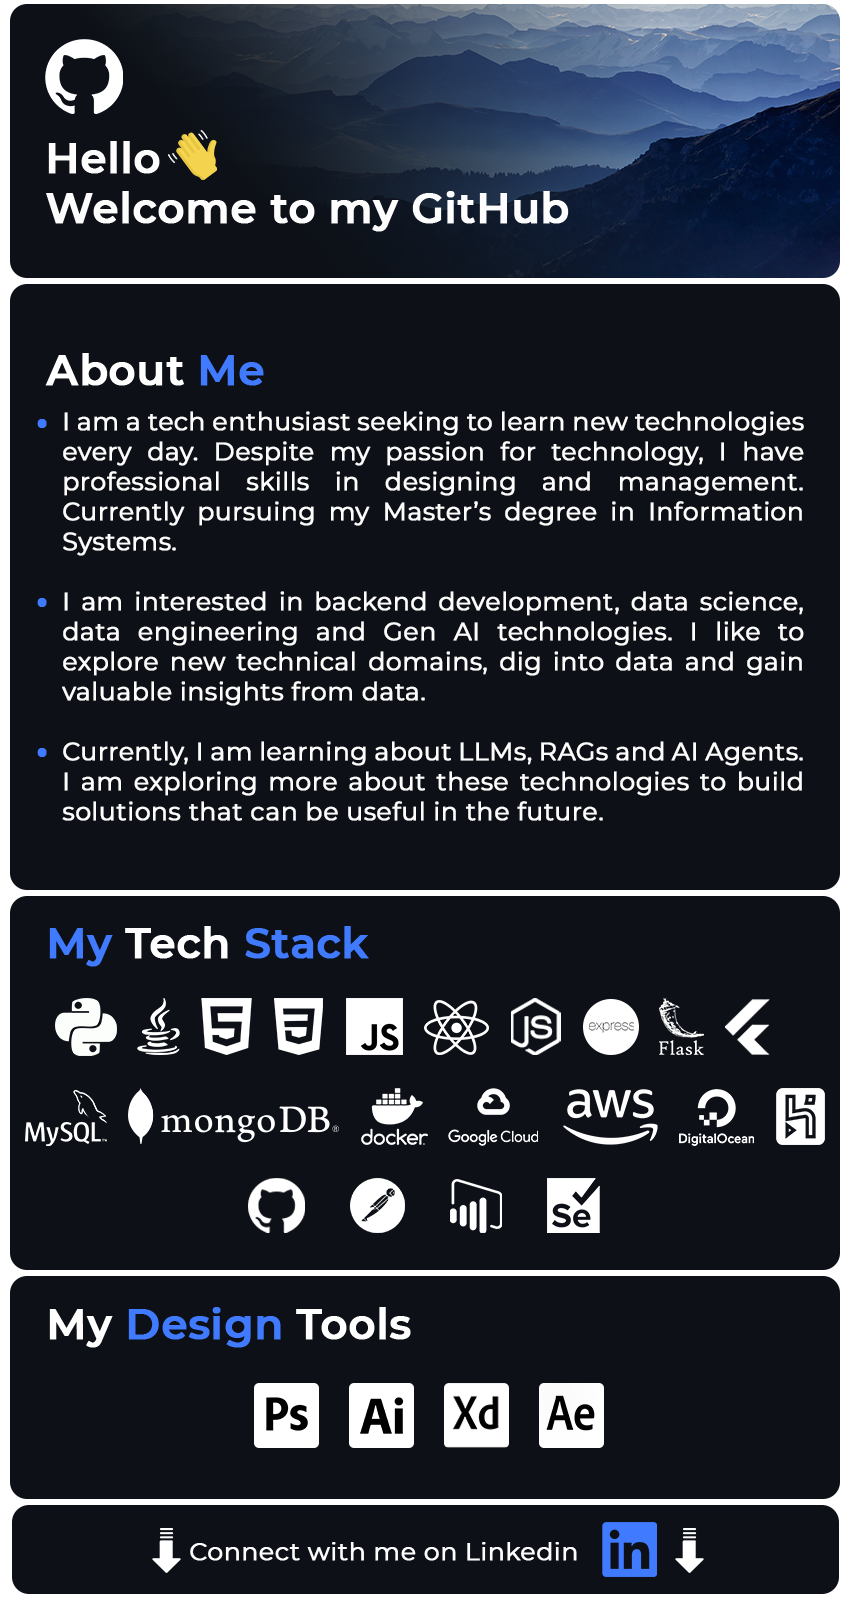 Hello
Welcome to my GitHub
About Me
I am a tech enthusiast seeking to learn new technologies
every day. Despite my passion for technology, I have
professional skills in designing and management.
Currently pursuing my Master’s degree in Information
Systems.
I am interested in backend development, data science,
data engineering and Gen AI technologies. I like to
explore new technical domains, dig into data and gain
valuable insights from data.
Currently, I am learning about LLMs, RAGs and AI Agents.
I am exploring more about these technologies to build
solutions that can be useful in the future.
My Tech Stack
5 3 JS JS express Flask
MySQL™ mongoDB® docker Google Cloud aws DigitalOcean
Se
My Design Tools
Ps Ai Xd Ae
Connect with me on Linkedin in